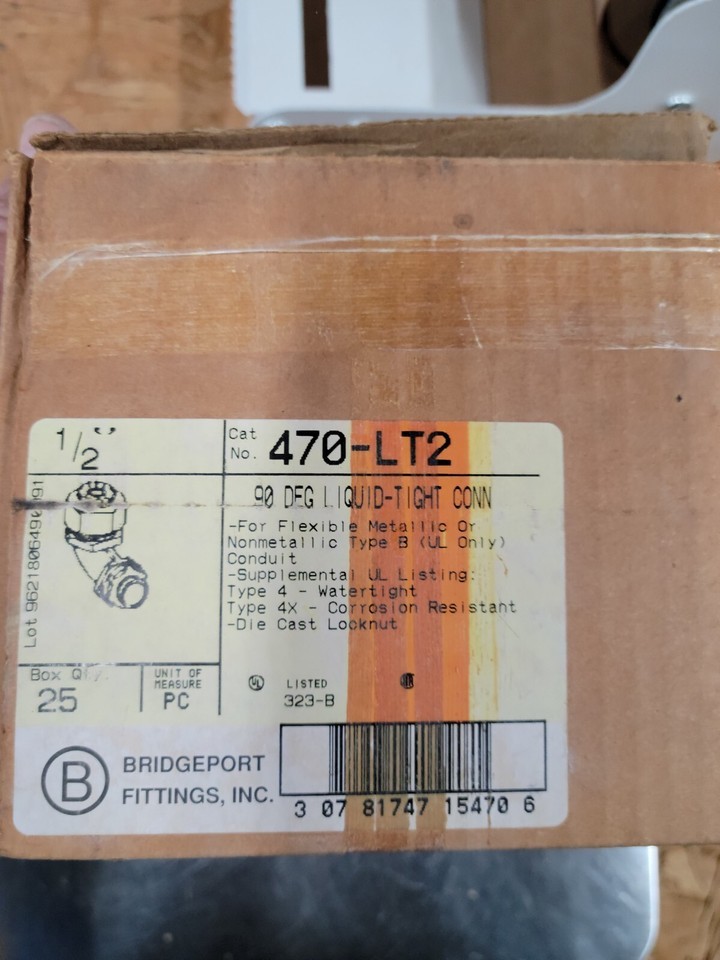 1/2"
Cat No. 470-LT2
90 DEG LIQUID-TIGHT CONN
-For Flexible Metallic Or
Nonmetallic Type B (UL Only)
Conduit
-Supplemental UL Listing:
Type 4 - Watertight
Type 4X - Corrosion Resistant
-Die Cast Locknut
Lot
Box Qty.
25
UNIT OF
MEASURE
PC
UL
LISTED
323-B
B
BRIDGEPORT
FITTINGS, INC.
3 07 81747 15470 6